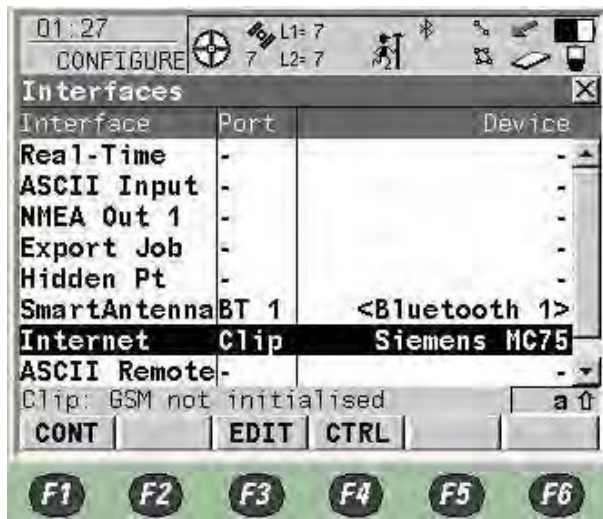 01:27 L1= 7
CONFIGURE 7 L2= 7
Interfaces
Interface Port Device
Real-Time - -
ASCII Input - -
NMEA Out 1 - -
Export Job - -
Hidden Pt - -
SmartAntenna BT 1 <Bluetooth 1>
Internet Clip Siemens MC75
ASCII Remote - -
Clip: GSM not initialised a
CONT EDIT CTRL
F1 F2 F3 F4 F5 F6